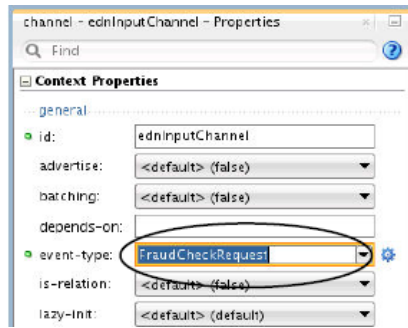 channel - ednInputChannel - Properties
Find
Context Properties
general
id: ednInputChannel
advertise: <default> (false)
batching: <default> (false)
depends-on:
event-type: FraudCheckRequest
is-relation: <default> (false)
lazy-init: <default> (default)